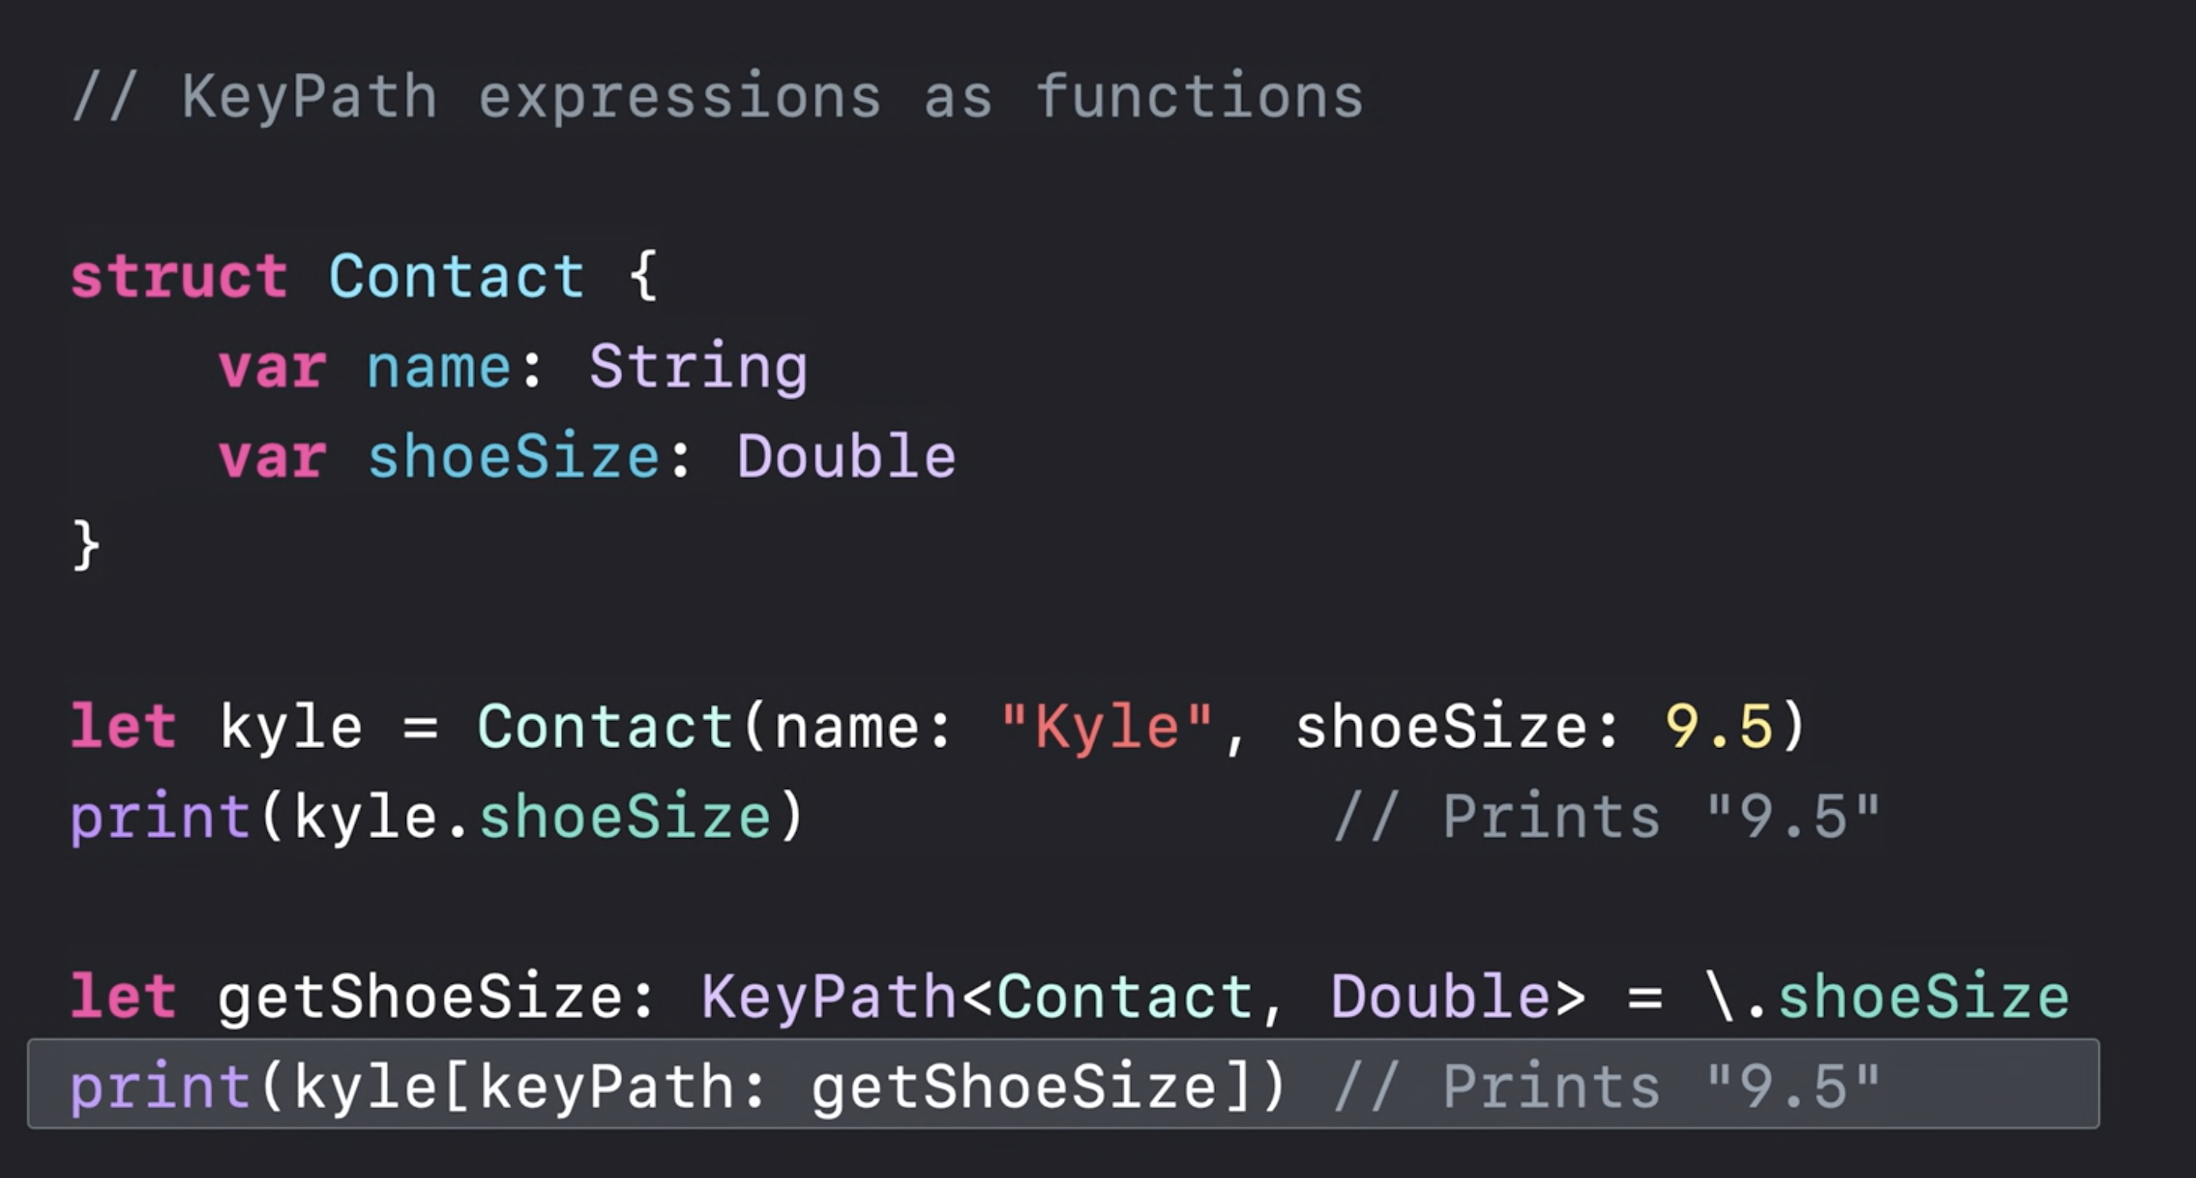 // KeyPath expressions as functions
struct Contact {
    var name: String
    var shoeSize: Double
}
let kyle = Contact(name: "Kyle", shoeSize: 9.5)
print(kyle.shoeSize)              // Prints "9.5"
let getShoeSize: KeyPath<Contact, Double> = \.shoeSize
print(kyle[keyPath: getShoeSize]) // Prints "9.5"